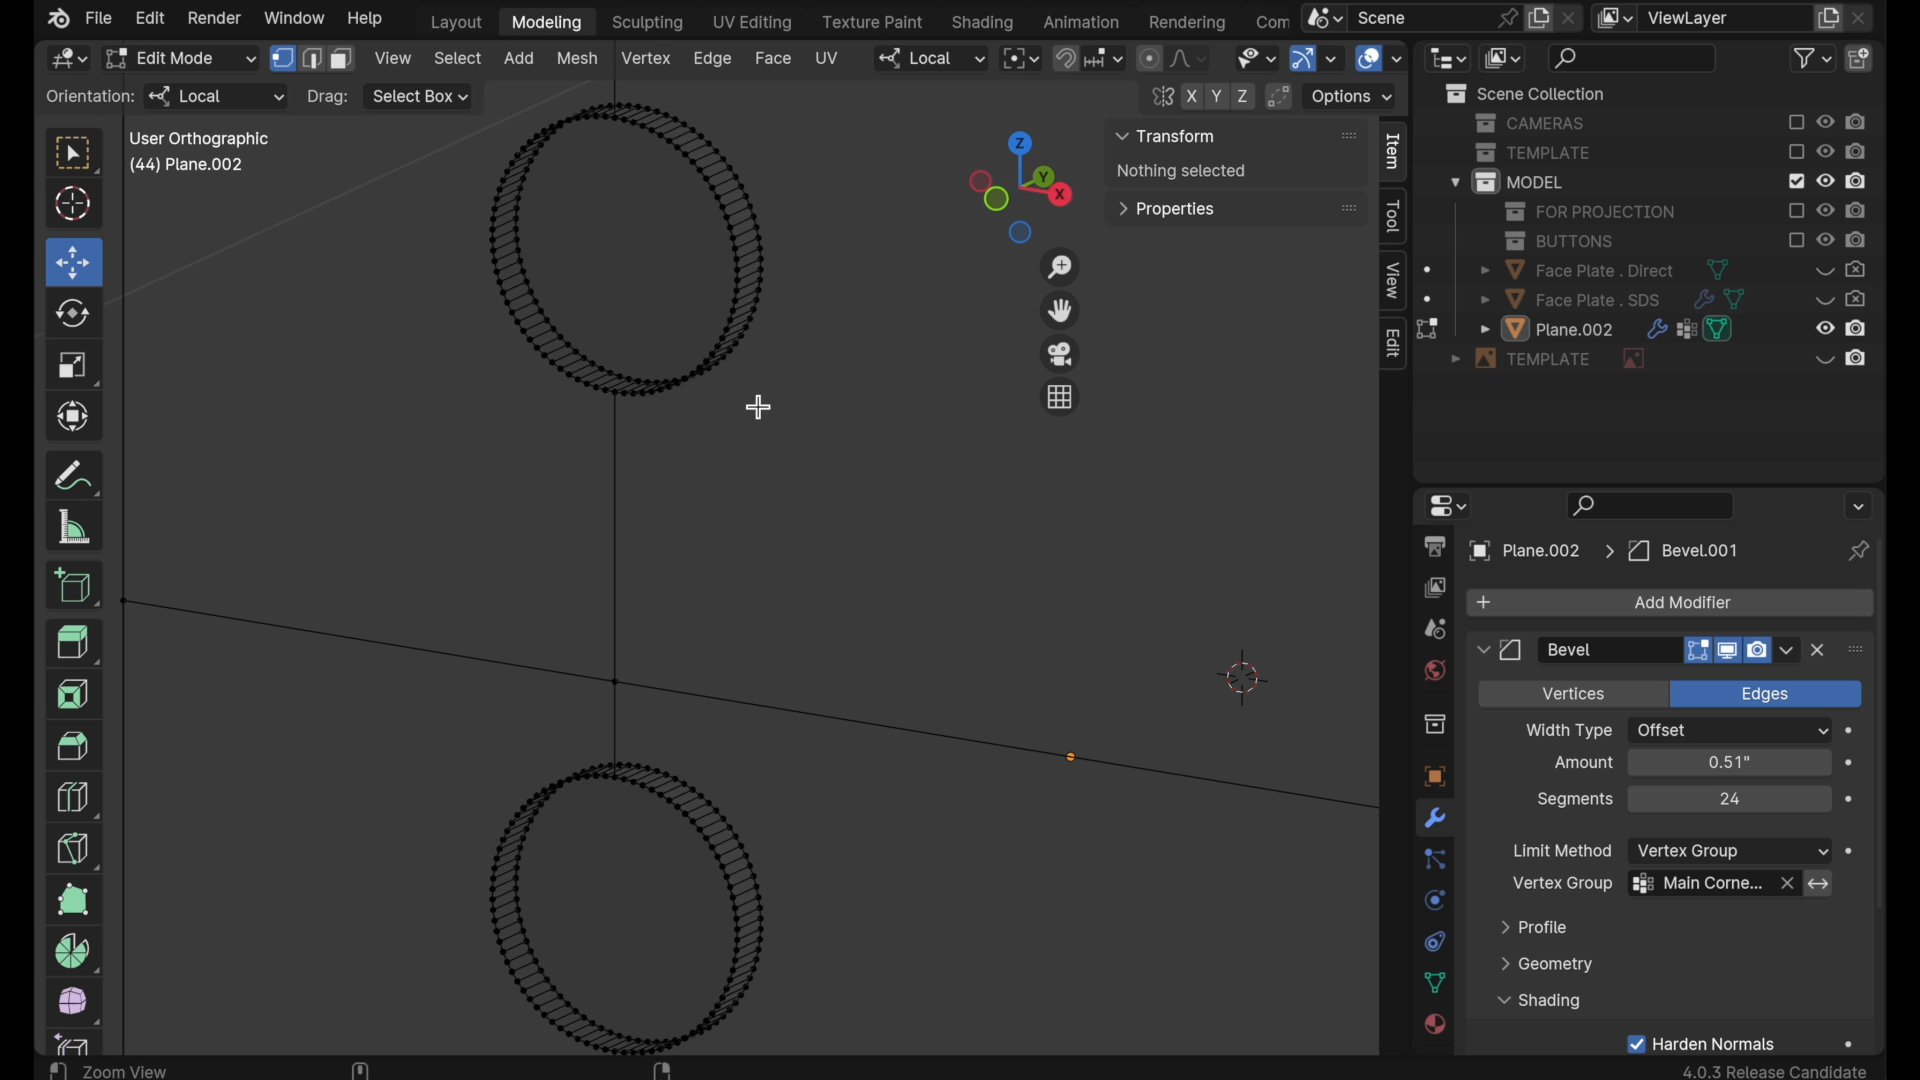 File Edit Render Window Help Layout Modeling Sculpting UV Editing Texture Paint Shading Animation Rendering Com Scene ViewLayer
Edit Mode View Select Add Mesh Vertex Edge Face UV Local
Orientation: Local Drag: Select Box X Y Z Options
User Orthographic
(44) Plane.002
Z
Y
X
Transform
Nothing selected
Properties
Item
Tool
View
Edit
Scene Collection
CAMERAS
TEMPLATE
MODEL
FOR PROJECTION
BUTTONS
Face Plate . Direct
Face Plate . SDS
Plane.002
TEMPLATE
Plane.002 > Bevel.001
+ Add Modifier
Bevel
Vertices Edges
Width Type Offset
Amount 0.51"
Segments 24
Limit Method Vertex Group
Vertex Group Main Corne...
Profile
Geometry
Shading
Harden Normals
Zoom View 4.0.3 Release Candidate